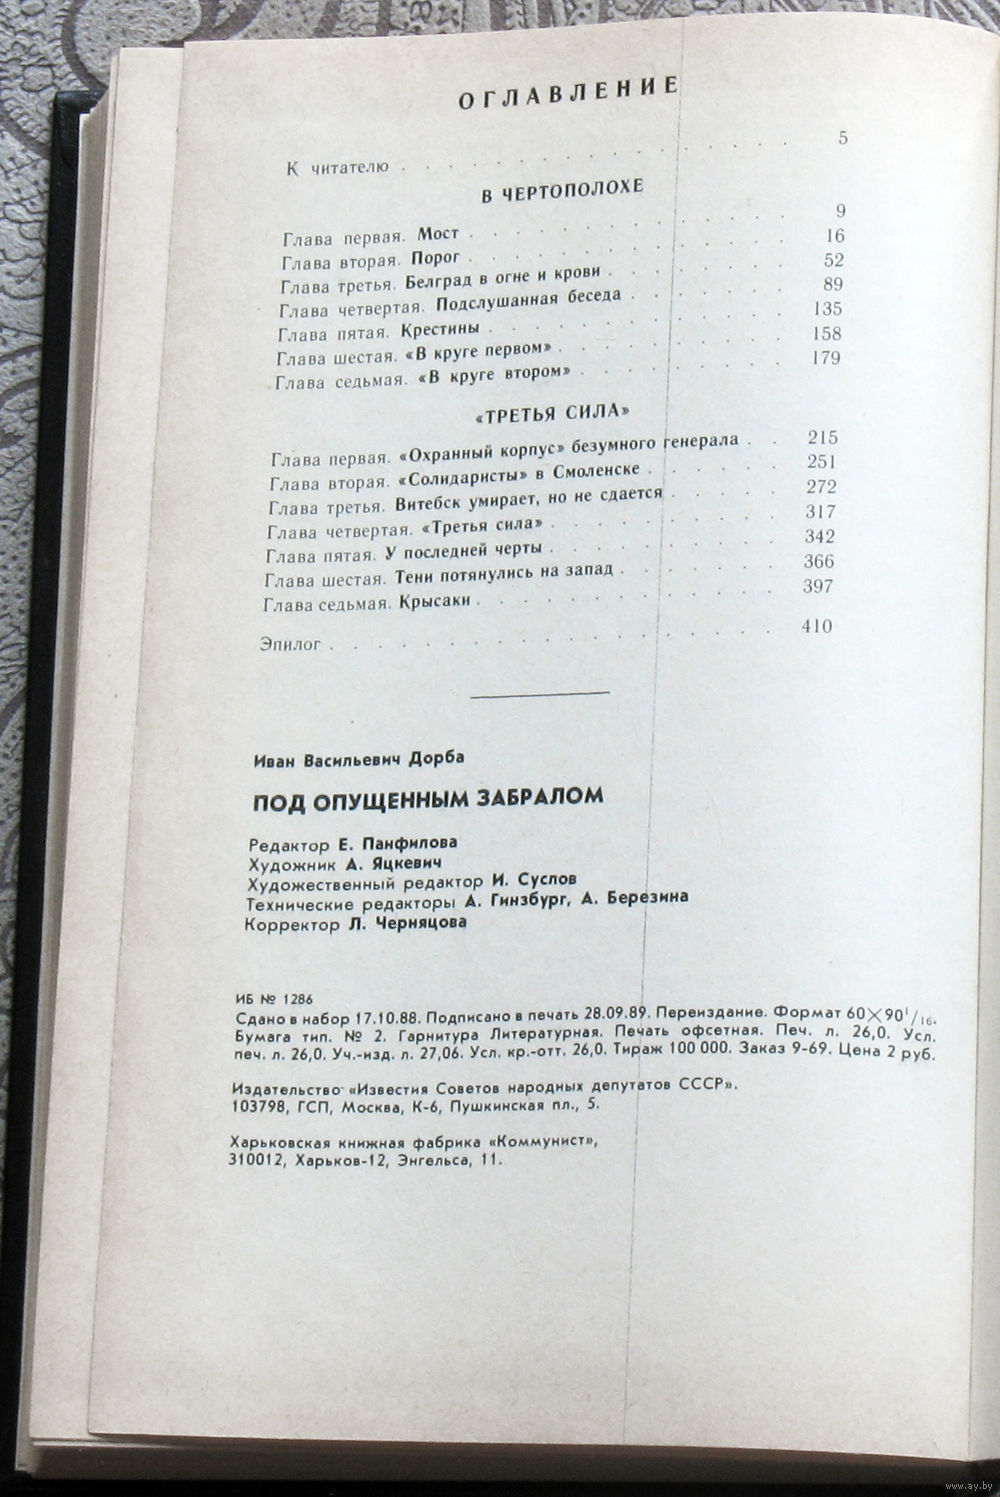 ОГЛАВЛЕНИЕ
К читателю . . . . . . . . . . . . . . . . . 5
В ЧЕРТОПОЛОХЕ
Глава первая. Мост . . . . . . . . . . . . . . 9
Глава вторая. Порог . . . . . . . . . . . . . . 16
Глава третья. Белград в огне и крови . . . . . . . . 52
Глава четвертая. Подслушанная беседа . . . . . . . 89
Глава пятая. Крестины . . . . . . . . . . . . . 135
Глава шестая. «В круге первом» . . . . . . . . . . 158
Глава седьмая. «В круге втором» . . . . . . . . . 179
«ТРЕТЬЯ СИЛА»
Глава первая. «Охранный корпус» безумного генерала . . 215
Глава вторая. «Солидаристы» в Смоленске . . . . . . 251
Глава третья. Витебск умирает, но не сдается . . . . . 272
Глава четвертая. «Третья сила» . . . . . . . . . . 317
Глава пятая. У последней черты . . . . . . . . . . 342
Глава шестая. Тени потянулись на запад . . . . . . . 366
Глава седьмая. Крысаки . . . . . . . . . . . . . 397
Эпилог . . . . . . . . . . . . . . . . . . . 410
Иван Васильевич Дорба
ПОД ОПУЩЕННЫМ ЗАБРАЛОМ
Редактор Е. Панфилова
Художник А. Яцкевич
Художественный редактор И. Суслов
Технические редакторы А. Гинзбург, А. Березина
Корректор Л. Черняцова
ИБ № 1286
Сдано в набор 17.10.88. Подписано в печать 28.09.89. Переиздание. Формат 60×90¹/₁₆.
Бумага тип. № 2. Гарнитура Литературная. Печать офсетная. Печ. л. 26,0. Усл.
печ. л. 26,0. Уч.-изд. л. 27,06. Усл. кр.-отт. 26,0. Тираж 100 000. Заказ 9-69. Цена 2 руб.
Издательство «Известия Советов народных депутатов СССР».
103798, ГСП, Москва, К-6, Пушкинская пл., 5.
Харьковская книжная фабрика «Коммунист»,
310012, Харьков-12, Энгельса, 11.
www.ay.by